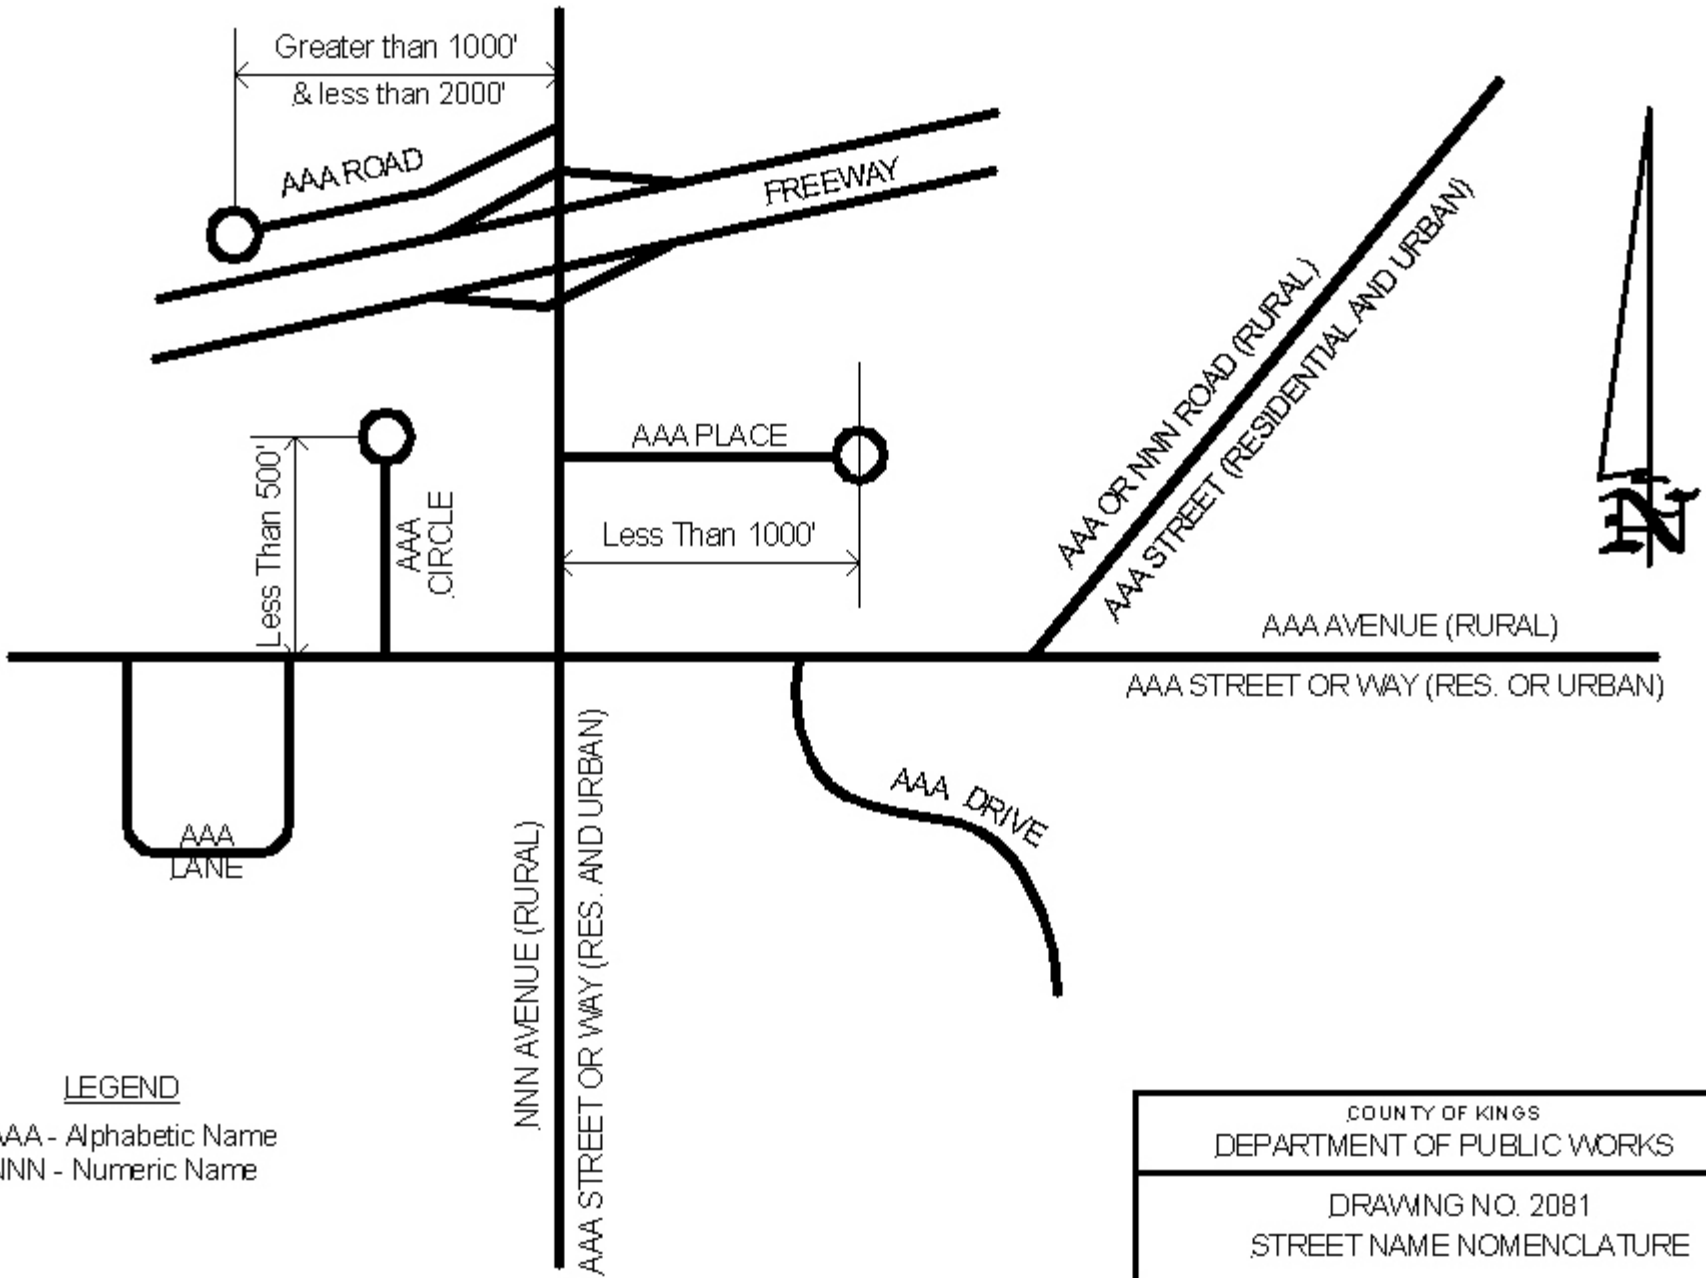 Greater than 1000'
& less than 2000'
AAA ROAD
FREEWAY
AAA PLACE
Less Than 1000'
Less Than 500'
AAA
CIRCLE
AAA OR NNN ROAD (RURAL)
AAA STREET (RESIDENTIAL AND URBAN)
N
AAA AVENUE (RURAL)
AAA STREET OR WAY (RES. OR URBAN)
AAA
LANE
AAA DRIVE
NNN AVENUE (RURAL)
AAA STREET OR WAY (RES. AND URBAN)
LEGEND
AAA - Alphabetic Name
NNN - Numeric Name
COUNTY OF KINGS
DEPARTMENT OF PUBLIC WORKS
DRAWING NO. 2081
STREET NAME NOMENCLATURE